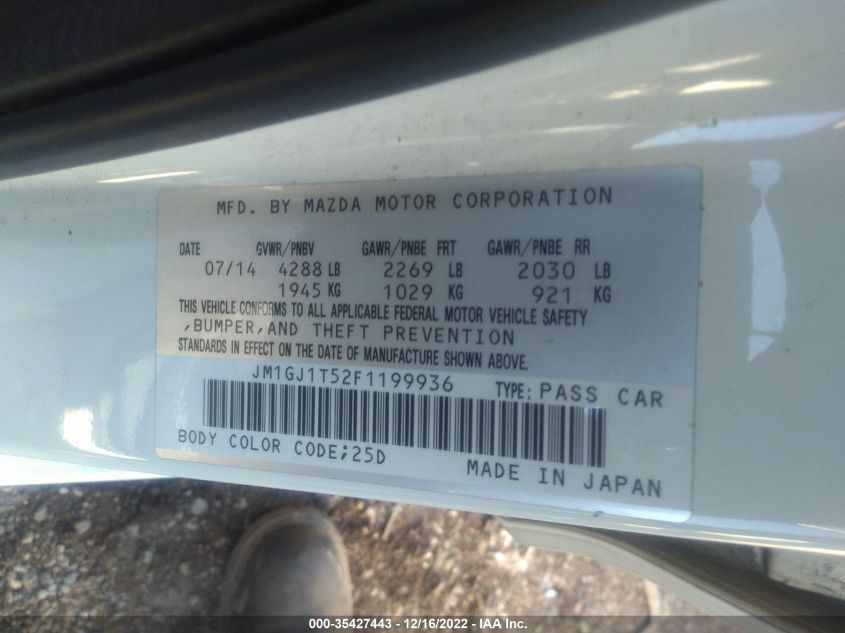 MFD. BY MAZDA MOTOR CORPORATION
DATE GVWR/PNBV GAWR/PNBE FRT GAWR/PNBE RR
07/14 4288 LB 2269 LB 2030 LB
1945 KG 1029 KG 921 KG
THIS VEHICLE CONFORMS TO ALL APPLICABLE FEDERAL MOTOR VEHICLE SAFETY
,BUMPER,AND THEFT PREVENTION
STANDARDS IN EFFECT ON THE DATE OF MANUFACTURE SHOWN ABOVE.
JM1GJ1T52F1199936 TYPE: PASS CAR
BODY COLOR CODE;25D MADE IN JAPAN
000-35427443 - 12/16/2022 - IAA Inc.